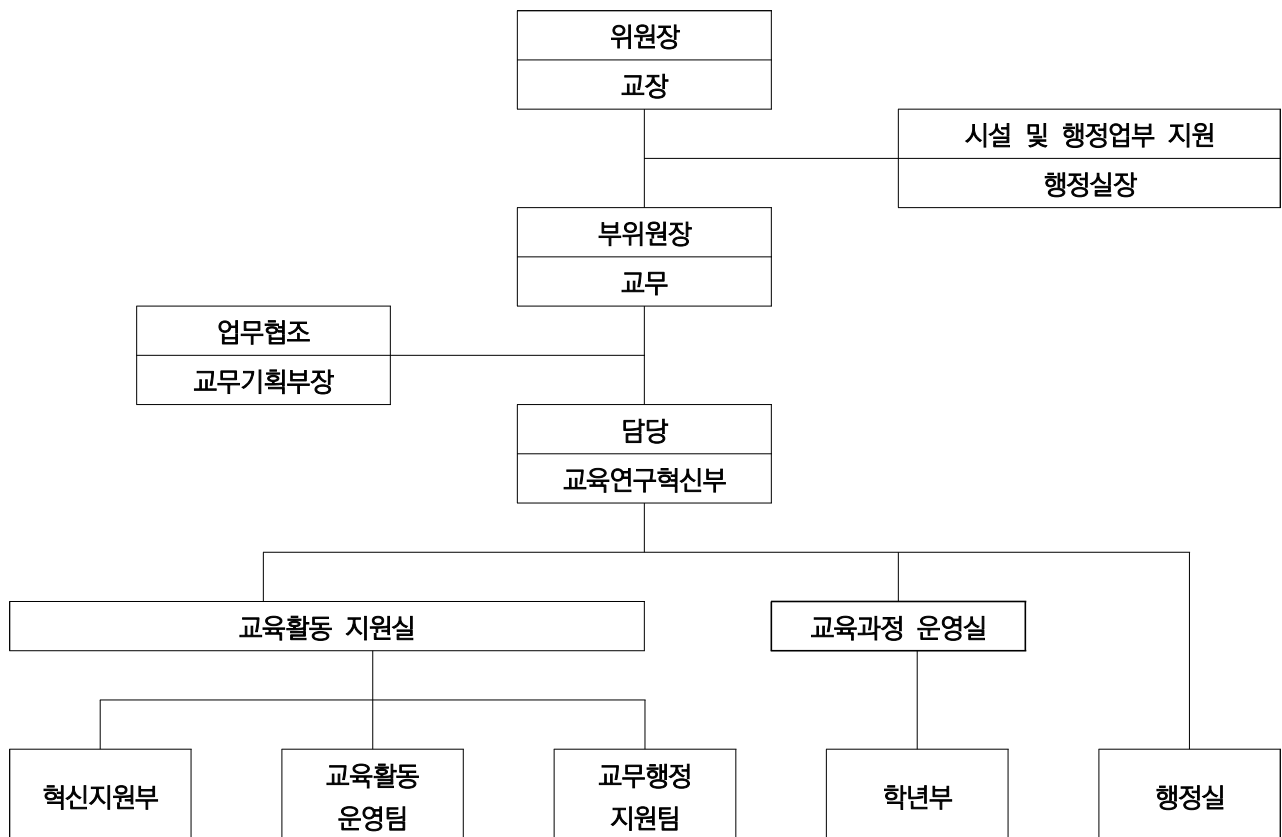 위원장
교장
시설 및 행정업부 지원
행정실장
부위원장
교무
업무협조
교무기획부장
담당
교육연구혁신부
교육활동 지원실
교육과정 운영실
혁신지원부
교육활동
운영팀
교무행정
지원팀
학년부
행정실